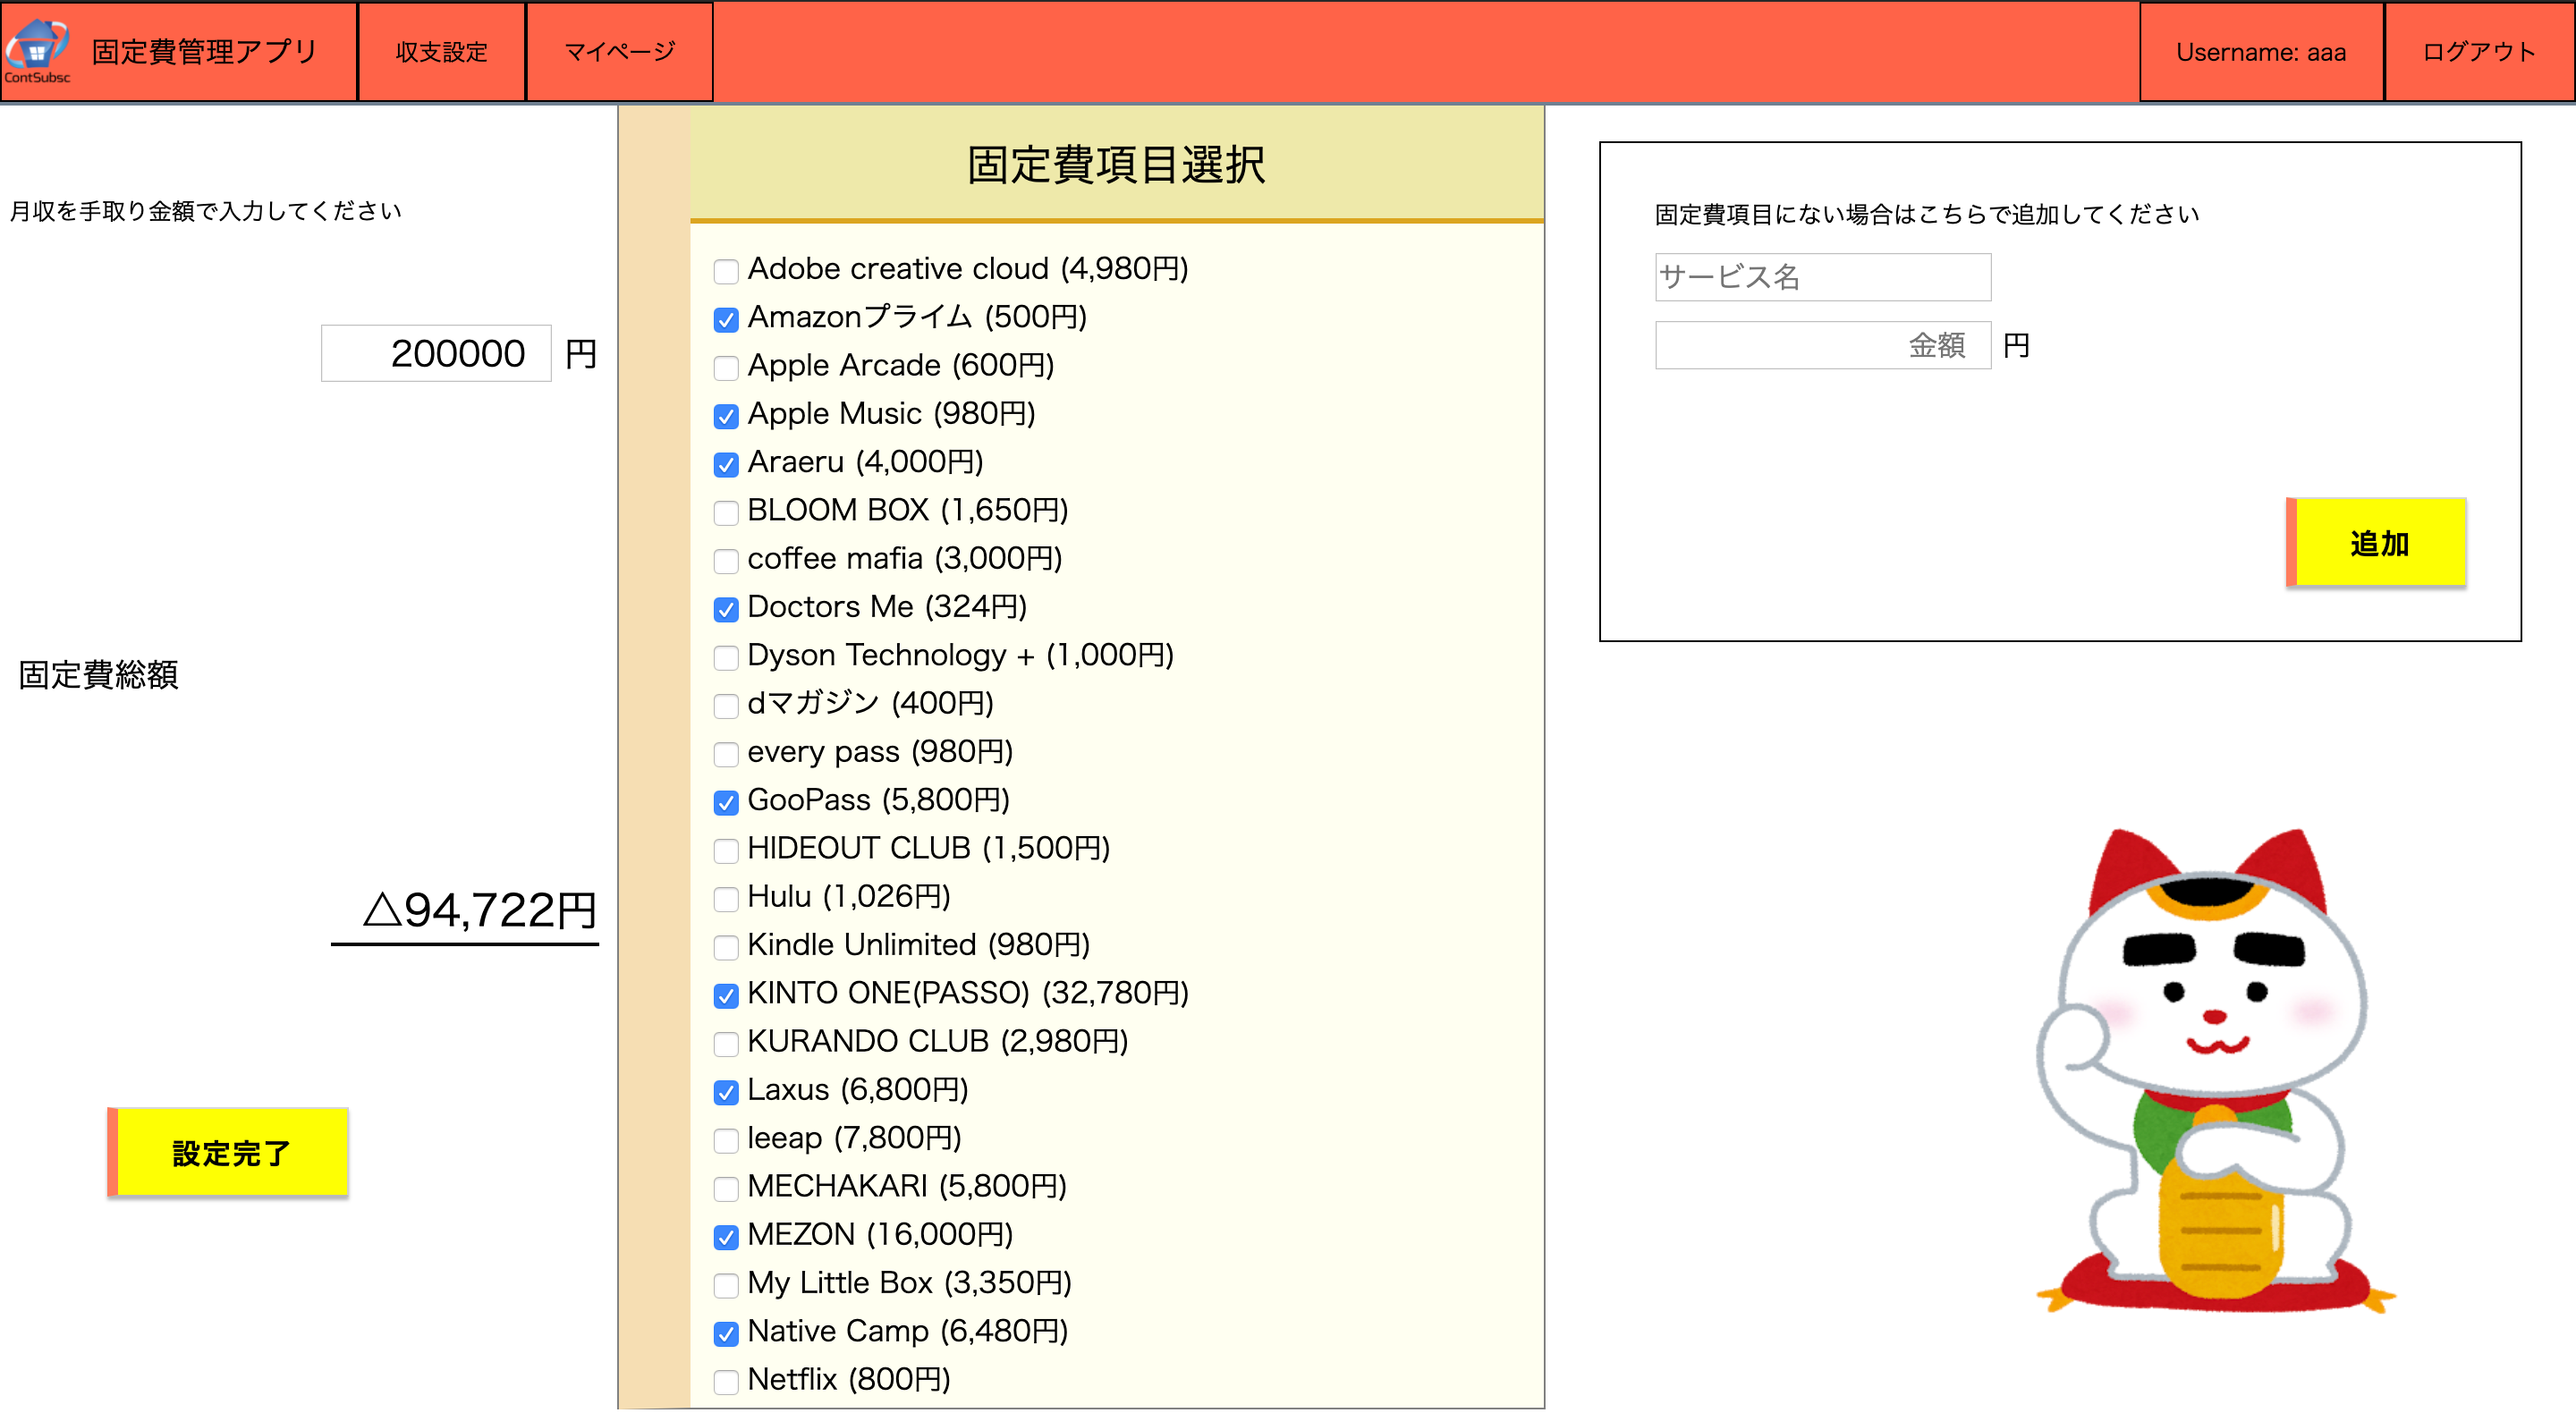 ContSubsc
固定費管理アプリ
収支設定
マイページ
Username: aaa
ログアウト
月収を手取り金額で入力してください
200000 円
固定費総額
△94,722円
設定完了
固定費項目選択
Adobe creative cloud (4,980円)
Amazonプライム (500円)
Apple Arcade (600円)
Apple Music (980円)
Araeru (4,000円)
BLOOM BOX (1,650円)
coffee mafia (3,000円)
Doctors Me (324円)
Dyson Technology + (1,000円)
dマガジン (400円)
every pass (980円)
GooPass (5,800円)
HIDEOUT CLUB (1,500円)
Hulu (1,026円)
Kindle Unlimited (980円)
KINTO ONE(PASSO) (32,780円)
KURANDO CLUB (2,980円)
Laxus (6,800円)
leeap (7,800円)
MECHAKARI (5,800円)
MEZON (16,000円)
My Little Box (3,350円)
Native Camp (6,480円)
Netflix (800円)
固定費項目にない場合はこちらで追加してください
サービス名
金額 円
追加